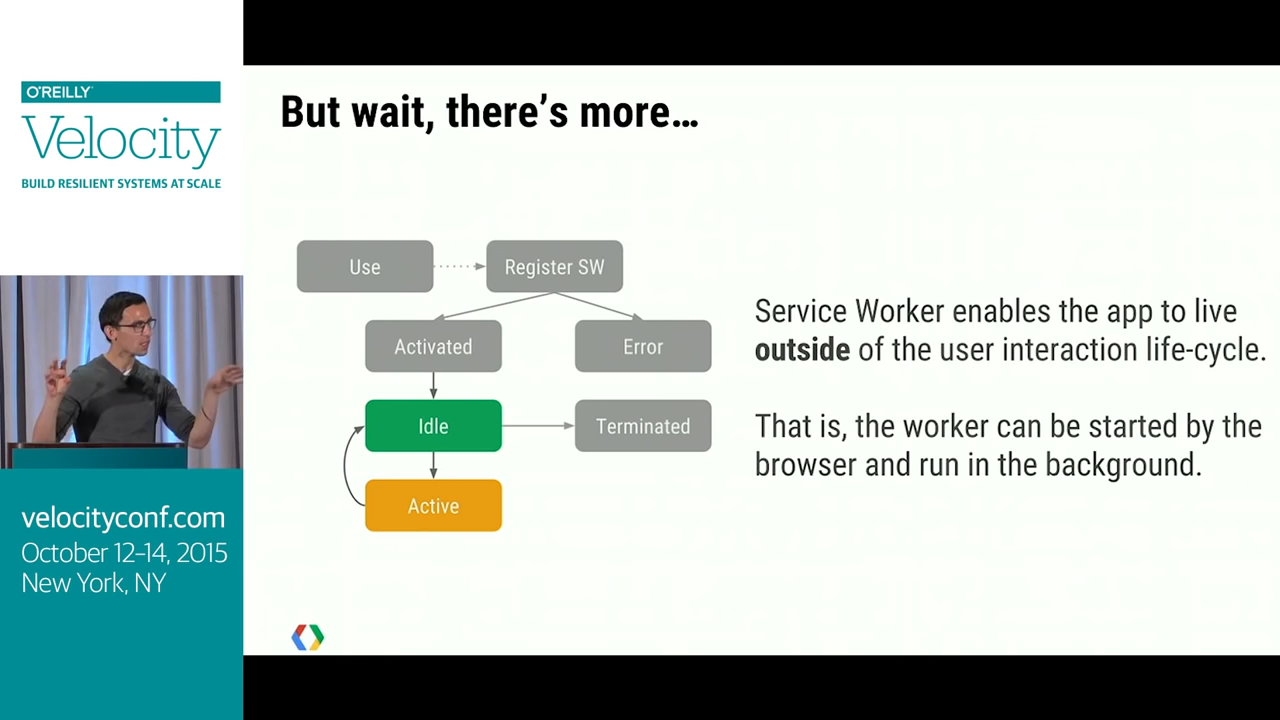 O'REILLY
Velocity
BUILD RESILIENT SYSTEMS AT SCALE
velocityconf.com
October 12–14, 2015
New York, NY
But wait, there's more…
Use
Register SW
Activated
Error
Idle
Terminated
Active
Service Worker enables the app to live
outside of the user interaction life-cycle.
That is, the worker can be started by the
browser and run in the background.